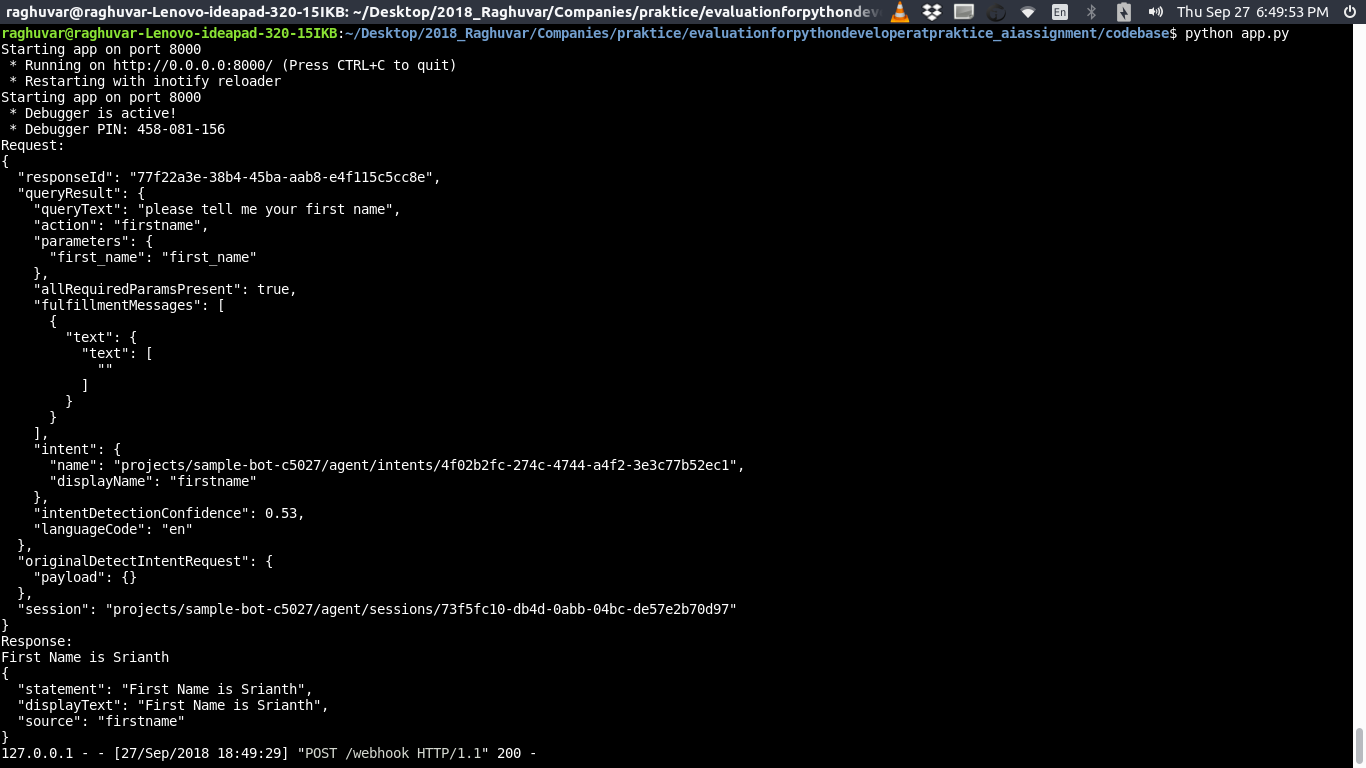 raghuvar@raghuvar-Lenovo-ideapad-320-15IKB: ~/Desktop/2018_Raghuvar/Companies/praktice/evaluationforpythondeve
En Thu Sep 27 6:49:53 PM
raghuvar@raghuvar-Lenovo-ideapad-320-15IKB:~/Desktop/2018_Raghuvar/Companies/praktice/evaluationforpythondeveloperatpraktice_aiassignment/codebase$ python app.py
Starting app on port 8000
 * Running on http://0.0.0.0:8000/ (Press CTRL+C to quit)
 * Restarting with inotify reloader
Starting app on port 8000
 * Debugger is active!
 * Debugger PIN: 458-081-156
Request:
{
  "responseId": "77f22a3e-38b4-45ba-aab8-e4f115c5cc8e",
  "queryResult": {
    "queryText": "please tell me your first name",
    "action": "firstname",
    "parameters": {
      "first_name": "first_name"
    },
    "allRequiredParamsPresent": true,
    "fulfillmentMessages": [
      {
        "text": {
          "text": [
            ""
          ]
        }
      }
    ],
    "intent": {
      "name": "projects/sample-bot-c5027/agent/intents/4f02b2fc-274c-4744-a4f2-3e3c77b52ec1",
      "displayName": "firstname"
    },
    "intentDetectionConfidence": 0.53,
    "languageCode": "en"
  },
  "originalDetectIntentRequest": {
    "payload": {}
  },
  "session": "projects/sample-bot-c5027/agent/sessions/73f5fc10-db4d-0abb-04bc-de57e2b70d97"
}
Response:
First Name is Srianth
{
  "statement": "First Name is Srianth",
  "displayText": "First Name is Srianth",
  "source": "firstname"
}
127.0.0.1 - - [27/Sep/2018 18:49:29] "POST /webhook HTTP/1.1" 200 -